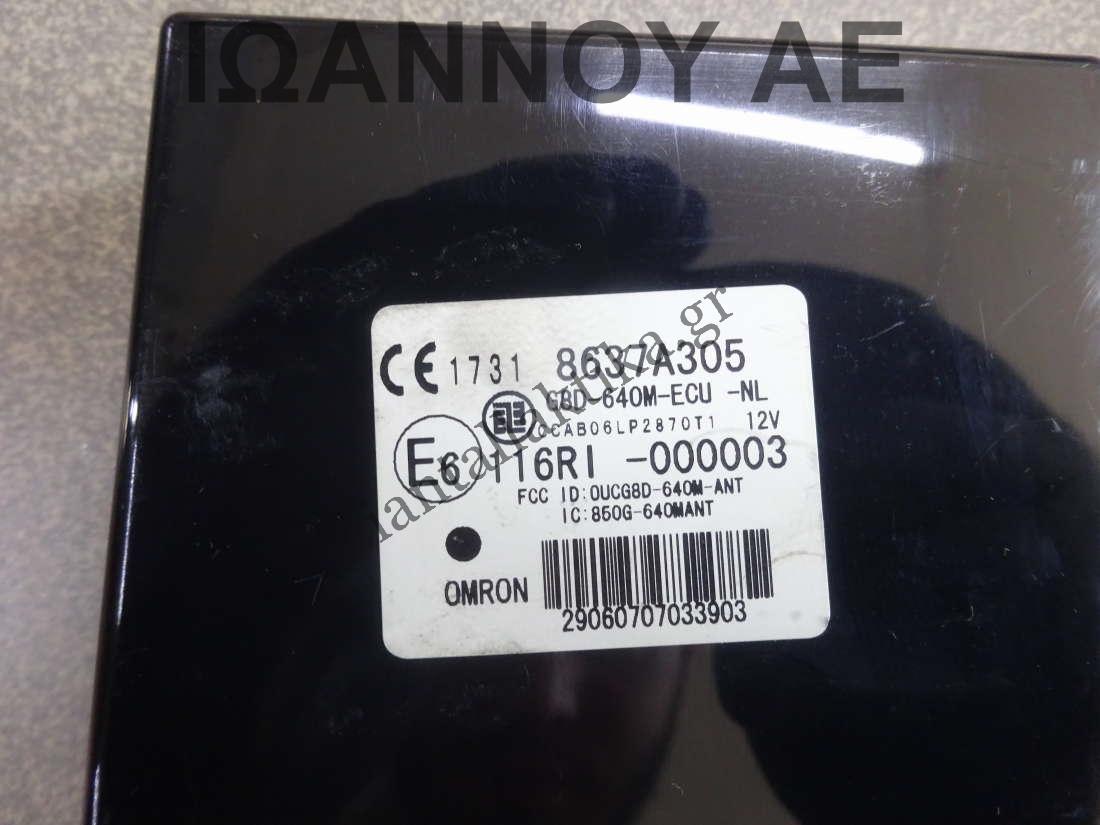 ΙΩΑΝΝΟΥ ΑΕ
CE 1731 8637A305
G8D-640M-ECU -NL
CCAB06LP2870T1 12V
E6 116RI -000003
FCC ID:OUCG8D-640M-ANT
IC:850G-640MANT
OMRON
29060707033903